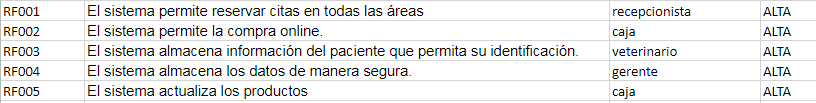 RF001 El sistema permite reservar citas en todas las áreas recepcionista ALTA
RF002 El sistema permite la compra online. caja ALTA
RF003 El sistema almacena información del paciente que permita su identificación. veterinario ALTA
RF004 El sistema almacena los datos de manera segura. gerente ALTA
RF005 El sistema actualiza los productos caja ALTA